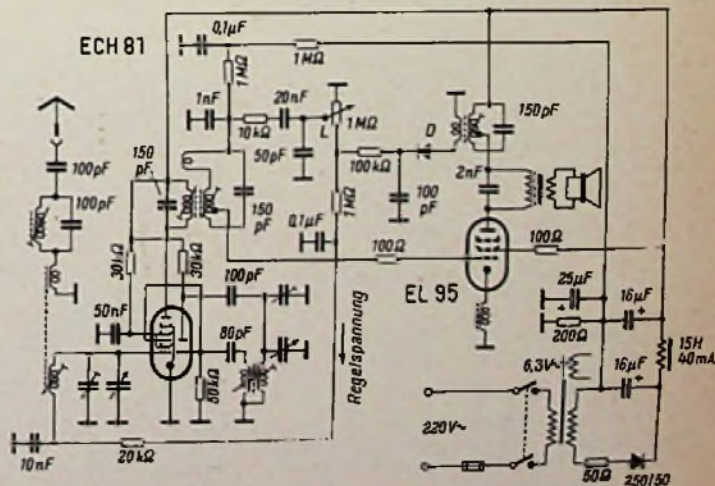 0,1µF
ECH 81
1MΩ
1MΩ
1nF
20nF
L
1MΩ
10kΩ
50pF
D
150pF
100pF
100pF
150
pF
100kΩ
2nF
150
pF
1MΩ
100
pF
0,1µF
30kΩ
30kΩ
100Ω
100Ω
100pF
EL 95
50nF
80pF
25µF
16µF
+
+
200Ω
15H
40mA
Regelspannung
6,3V~
16µF
+
50kΩ
220V~
20kΩ
10nF
50Ω
250/50